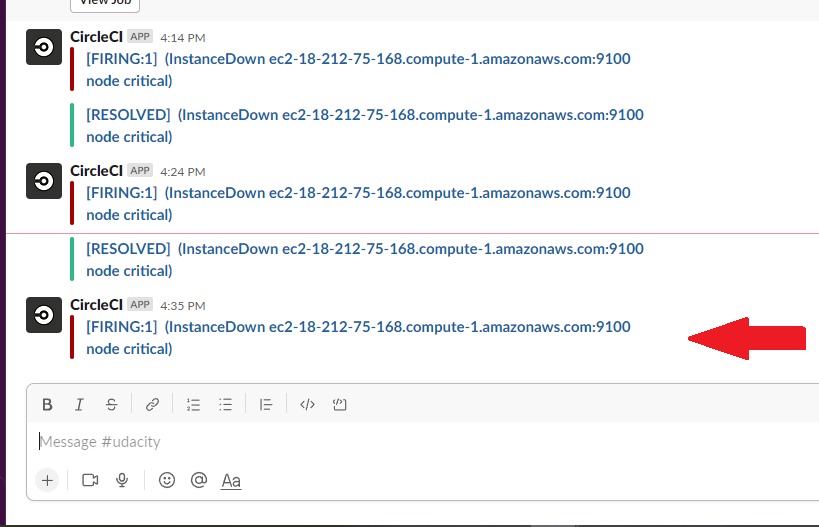 View Job
CircleCI APP 4:14 PM
[FIRING:1] (InstanceDown ec2-18-212-75-168.compute-1.amazonaws.com:9100
node critical)
[RESOLVED] (InstanceDown ec2-18-212-75-168.compute-1.amazonaws.com:9100
node critical)
CircleCI APP 4:24 PM
[FIRING:1] (InstanceDown ec2-18-212-75-168.compute-1.amazonaws.com:9100
node critical)
[RESOLVED] (InstanceDown ec2-18-212-75-168.compute-1.amazonaws.com:9100
node critical)
CircleCI APP 4:35 PM
[FIRING:1] (InstanceDown ec2-18-212-75-168.compute-1.amazonaws.com:9100
node critical)
B I S
Message #udacity
Aa